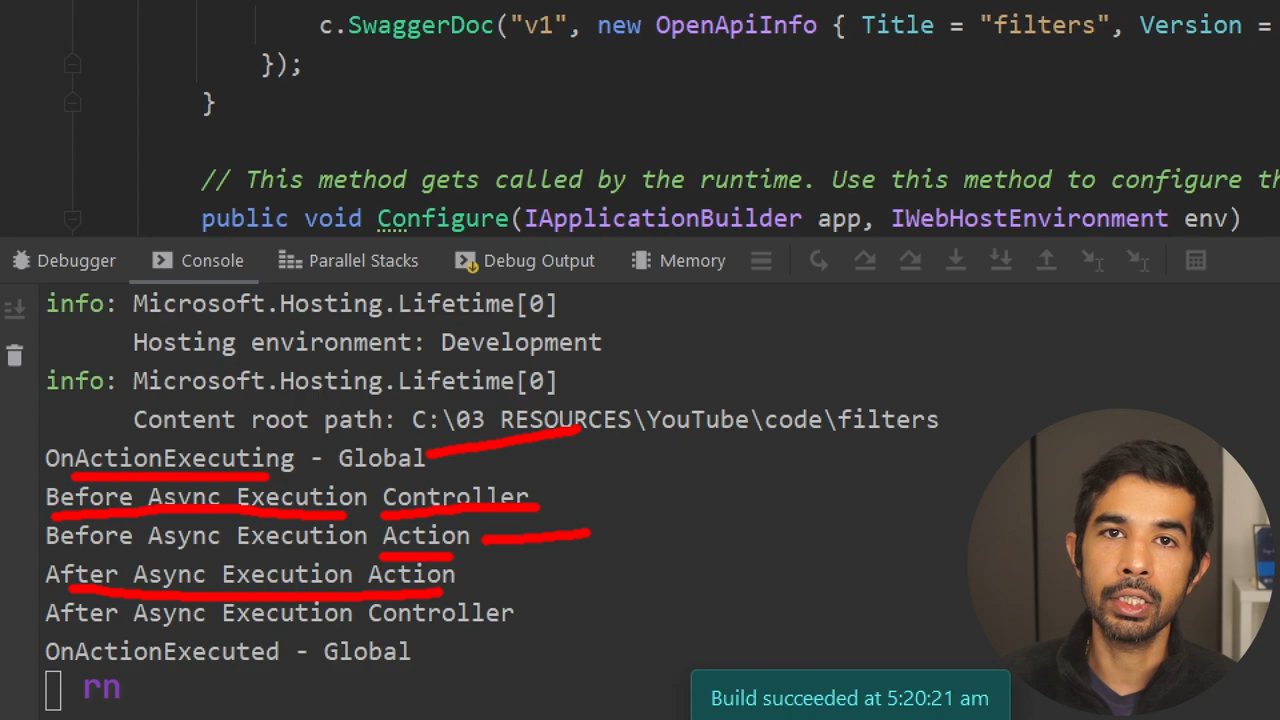 c.SwaggerDoc("v1", new OpenApiInfo { Title = "filters", Version =
});
}
// This method gets called by the runtime. Use this method to configure th
public void Configure(IApplicationBuilder app, IWebHostEnvironment env)
Debugger Console Parallel Stacks Debug Output Memory
info: Microsoft.Hosting.Lifetime[0]
Hosting environment: Development
info: Microsoft.Hosting.Lifetime[0]
Content root path: C:\03 RESOURCES\YouTube\code\filters
OnActionExecuting - Global
Before Async Execution Controller
Before Async Execution Action
After Async Execution Action
After Async Execution Controller
OnActionExecuted - Global
rn
Build succeeded at 5:20:21 am